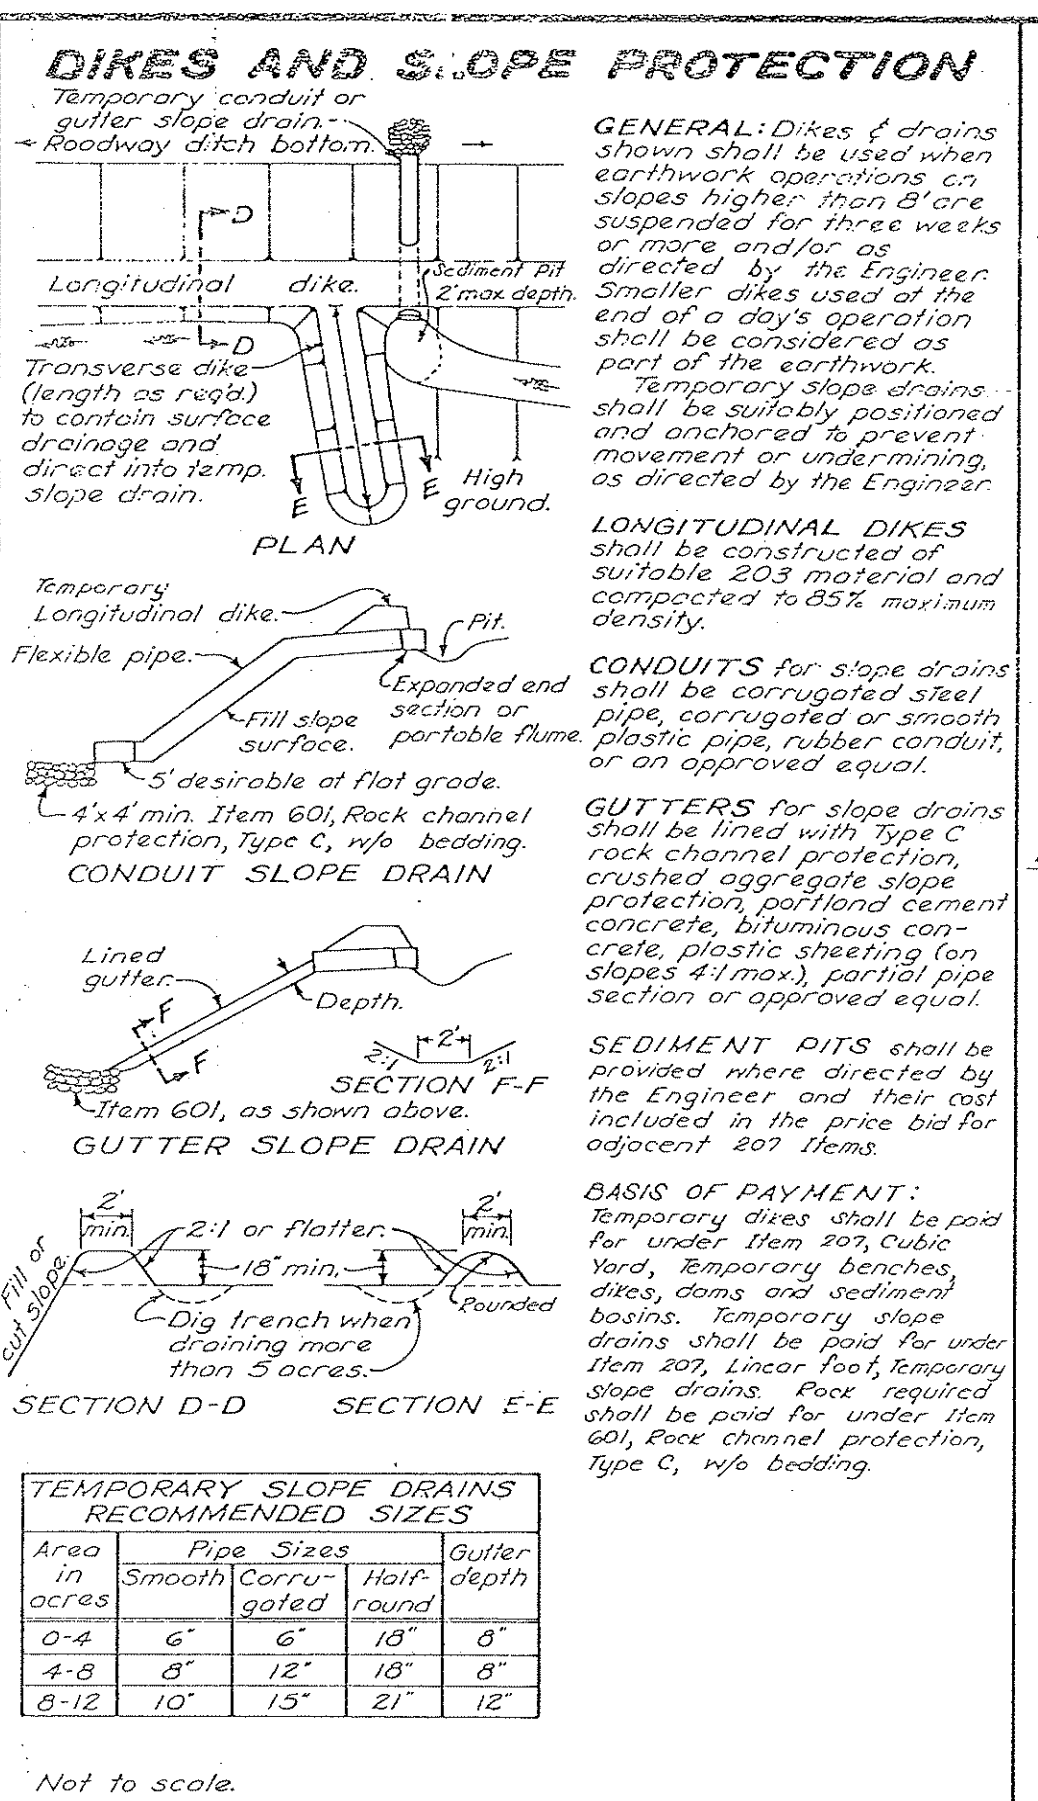 DIKES AND SLOPE PROTECTION
Temporary conduit or
gutter slope drain.
Roadway ditch bottom.
D
Longitudinal dike.
Sediment pit
2' max depth.
D
Transverse dike
(length as req'd.)
to contain surface
drainage and
direct into temp.
slope drain.
E
E
High
ground.
PLAN
Temporary
Longitudinal dike.
Pit.
Flexible pipe.
Expanded end
section or
portable flume.
Fill slope
surface.
5' desirable at flat grade.
4'x4' min. Item 601, Rock channel
protection, Type C, w/o bedding.
CONDUIT SLOPE DRAIN
Lined
gutter.
Depth.
F
F
2'
2:1
2:1
SECTION F-F
Item 601, as shown above.
GUTTER SLOPE DRAIN
2'
min.
2:1 or flatter.
2'
min.
Fill or
cut slope.
18" min.
Rounded
Dig trench when
draining more
than 5 acres.
SECTION D-D
SECTION E-E
TEMPORARY SLOPE DRAINS
RECOMMENDED SIZES
Area in acres | Pipe Sizes | Gutter depth
Smooth | Corru-gated | Half-round
0-4 6" 6" 18" 8"
4-8 8" 12" 18" 8"
8-12 10" 15" 21" 12"
Not to scale.
GENERAL: Dikes & drains
shown shall be used when
earthwork operations on
slopes higher than 8' are
suspended for three weeks
or more and/or as
directed by the Engineer.
Smaller dikes used at the
end of a day's operation
shall be considered as
part of the earthwork.
Temporary slope drains
shall be suitably positioned
and anchored to prevent
movement or undermining,
as directed by the Engineer.
LONGITUDINAL DIKES
shall be constructed of
suitable 203 material and
compacted to 85% maximum
density.
CONDUITS for slope drains
shall be corrugated steel
pipe, corrugated or smooth
plastic pipe, rubber conduit,
or an approved equal.
GUTTERS for slope drains
shall be lined with Type C
rock channel protection,
crushed aggregate slope
protection, portland cement
concrete, bituminous con-
crete, plastic sheeting (on
slopes 4:1 max.), partial pipe
section or approved equal.
SEDIMENT PITS shall be
provided where directed by
the Engineer and their cost
included in the price bid for
adjacent 207 Items.
BASIS OF PAYMENT:
Temporary dikes shall be paid
for under Item 207, Cubic
Yard, Temporary benches,
dikes, dams and sediment
basins. Temporary slope
drains shall be paid for under
Item 207, Linear foot, Temporary
slope drains. Rock required
shall be paid for under Item
601, Rock channel protection,
Type C, w/o bedding.